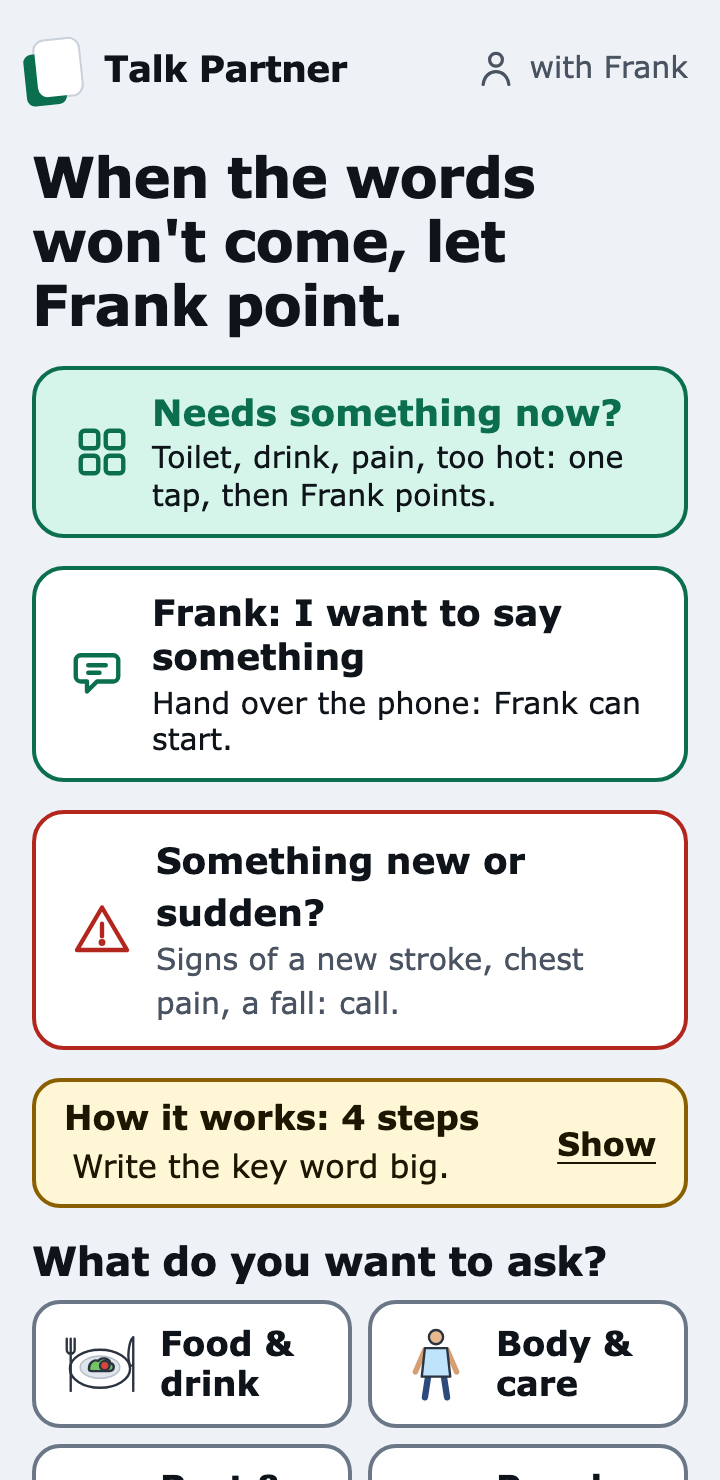 Talk Partner
with Frank
When the words
won't come, let
Frank point.
Needs something now?
Toilet, drink, pain, too hot: one
tap, then Frank points.
Frank: I want to say
something
Hand over the phone: Frank can
start.
Something new or
sudden?
Signs of a new stroke, chest
pain, a fall: call.
How it works: 4 steps
Write the key word big.
Show
What do you want to ask?
Food &
drink
Body &
care